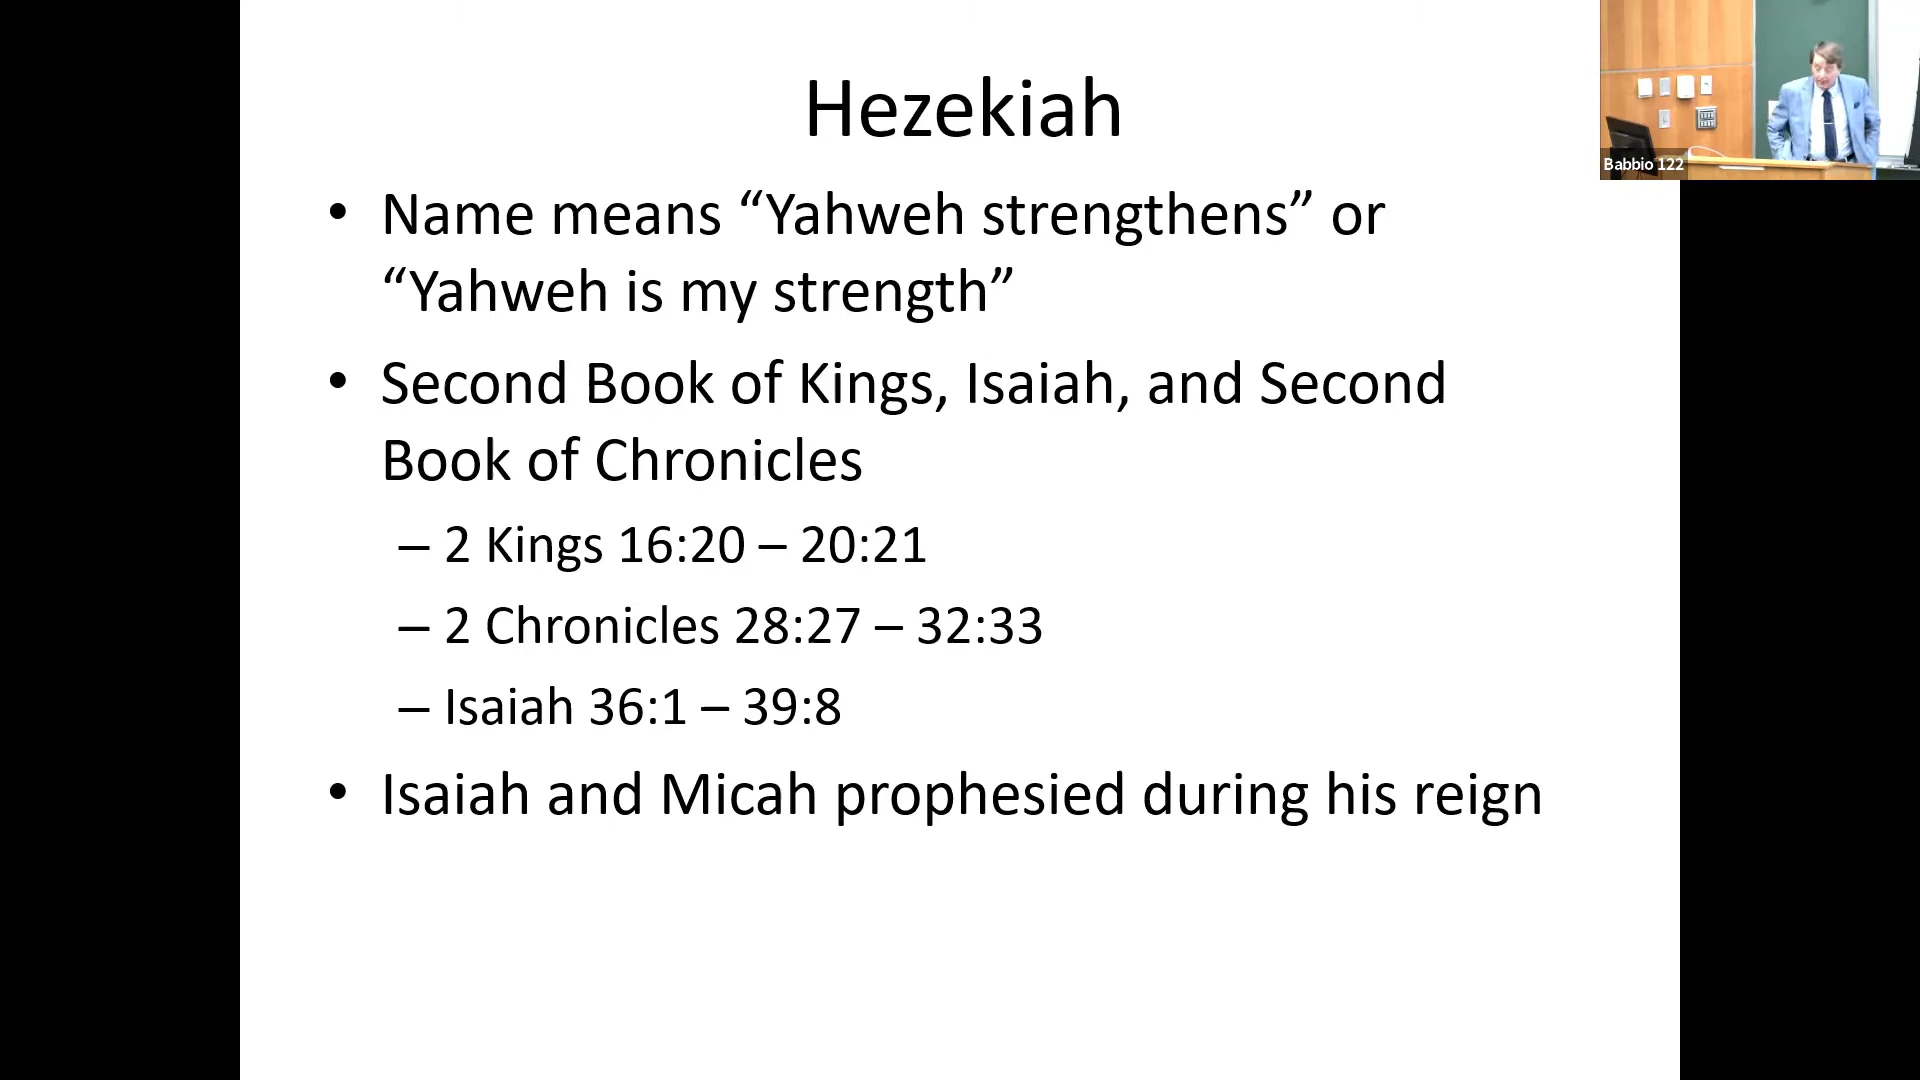 Hezekiah
• Name means “Yahweh strengthens” or
“Yahweh is my strength”
• Second Book of Kings, Isaiah, and Second
Book of Chronicles
– 2 Kings 16:20 – 20:21
– 2 Chronicles 28:27 – 32:33
– Isaiah 36:1 – 39:8
• Isaiah and Micah prophesied during his reign
Babbio 122